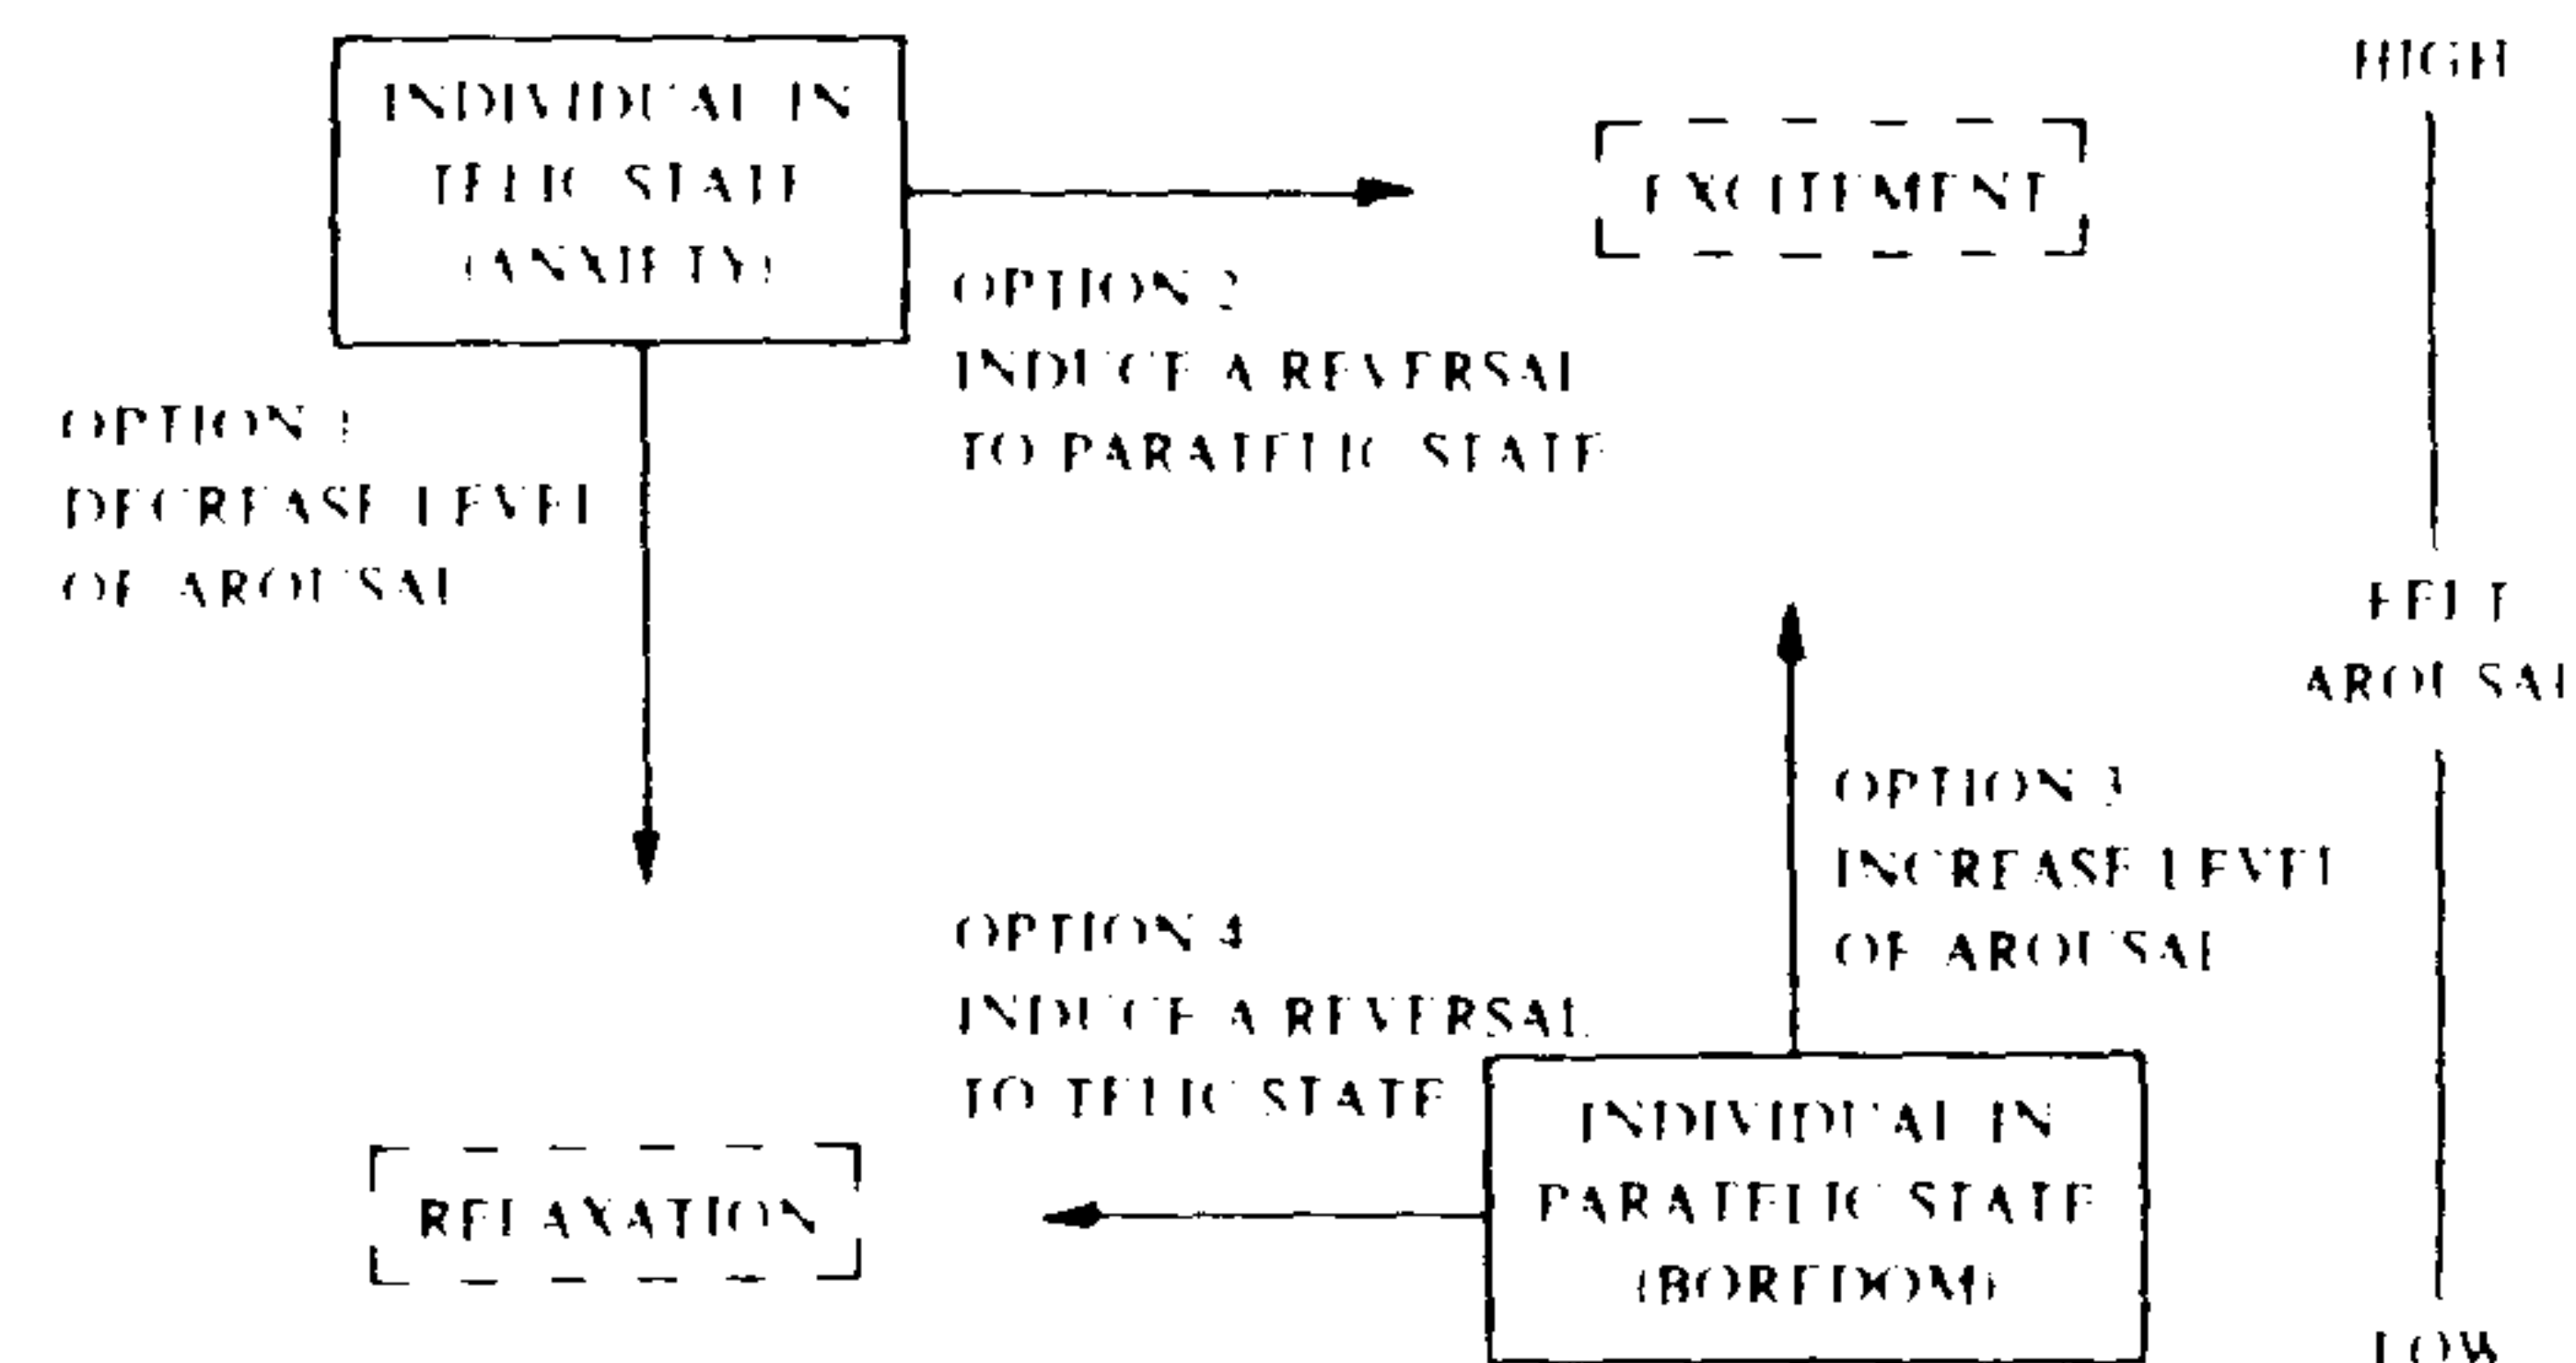 INDIVIDUAL IN
TELIC STATE
(ANXIETY)
EXCITEMENT
HIGH
OPTION 2
INDUCE A REVERSAL
TO PARATELIC STATE
OPTION 1
DECREASE LEVEL
OF AROUSAL
FELT
AROUSAL
OPTION 3
INCREASE LEVEL
OF AROUSAL
OPTION 4
INDUCE A REVERSAL
TO TELIC STATE
RELAXATION
INDIVIDUAL IN
PARATELIC STATE
(BOREDOM)
LOW